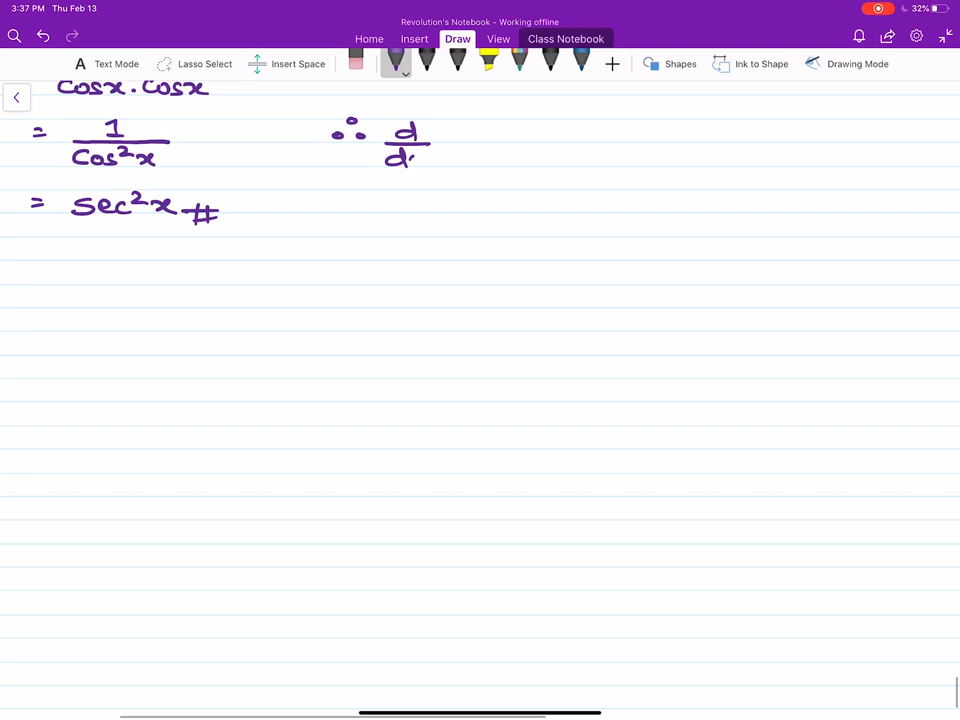 3:37 PM Thu Feb 13
32%
Revolution's Notebook - Working offline
Home Insert Draw View Class Notebook
A Text Mode Lasso Select Insert Space + Shapes Ink to Shape Drawing Mode
Cosx . Cosx
= 1 / Cos²x
∴ d / d
= sec²x #